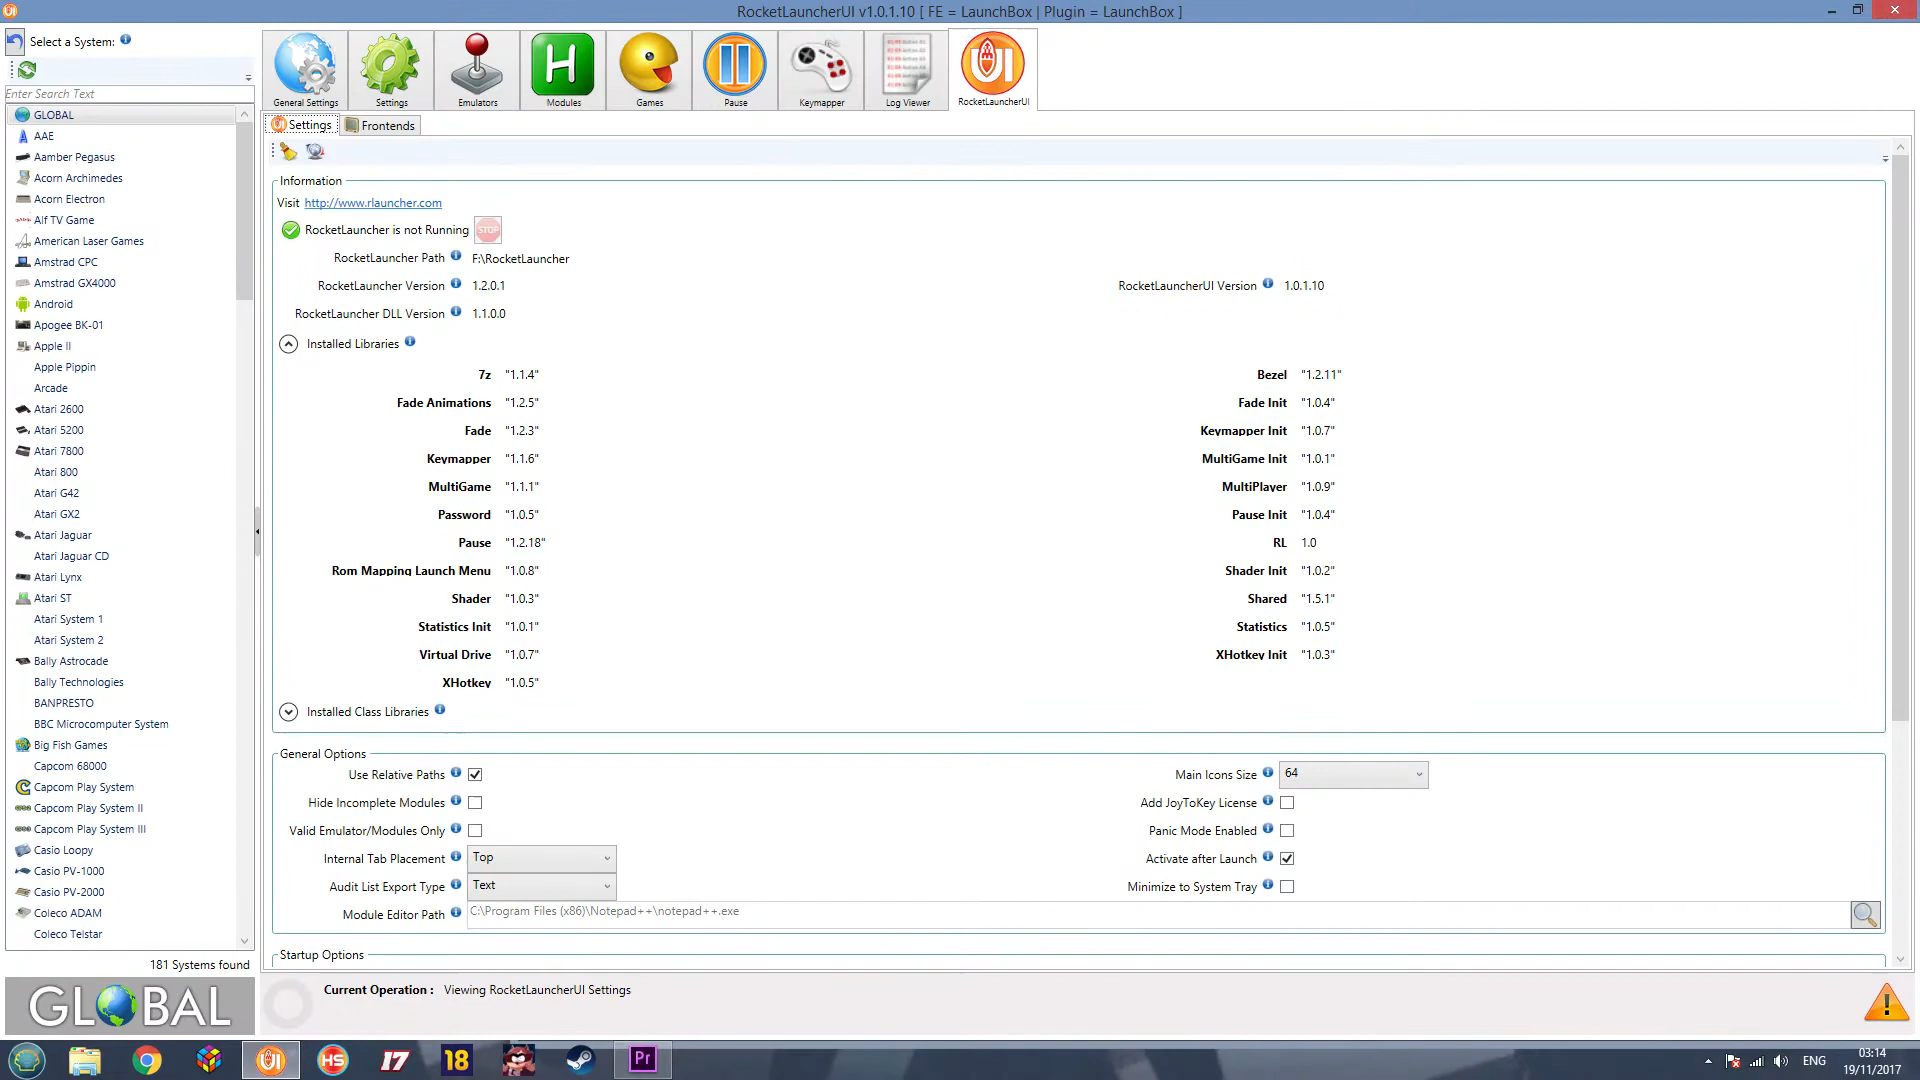 RocketLauncherUI v1.0.1.10 [ FE = LaunchBox | Plugin = LaunchBox ]
Select a System:
Enter Search Text
GLOBAL
AAE
Aamber Pegasus
Acorn Archimedes
Acorn Electron
Alf TV Game
American Laser Games
Amstrad CPC
Amstrad GX4000
Android
Apogee BK-01
Apple II
Apple Pippin
Arcade
Atari 2600
Atari 5200
Atari 7800
Atari 800
Atari G42
Atari GX2
Atari Jaguar
Atari Jaguar CD
Atari Lynx
Atari ST
Atari System 1
Atari System 2
Bally Astrocade
Bally Technologies
BANPRESTO
BBC Microcomputer System
Big Fish Games
Capcom 68000
Capcom Play System
Capcom Play System II
Capcom Play System III
Casio Loopy
Casio PV-1000
Casio PV-2000
Coleco ADAM
Coleco Telstar
181 Systems found
GLOBAL
General Settings
Settings
Emulators
Modules
Games
Pause
Keymapper
Log Viewer
RocketLauncherUI
Settings
Frontends
Information
Visit http://www.rlauncher.com
RocketLauncher is not Running STOP
RocketLauncher Path F:\RocketLauncher
RocketLauncher Version 1.2.0.1
RocketLauncherUI Version 1.0.1.10
RocketLauncher DLL Version 1.1.0.0
Installed Libraries
7z "1.1.4"
Bezel "1.2.11"
Fade Animations "1.2.5"
Fade Init "1.0.4"
Fade "1.2.3"
Keymapper Init "1.0.7"
Keymapper "1.1.6"
MultiGame Init "1.0.1"
MultiGame "1.1.1"
MultiPlayer "1.0.9"
Password "1.0.5"
Pause Init "1.0.4"
Pause "1.2.18"
RL 1.0
Rom Mapping Launch Menu "1.0.8"
Shader Init "1.0.2"
Shader "1.0.3"
Shared "1.5.1"
Statistics Init "1.0.1"
Statistics "1.0.5"
Virtual Drive "1.0.7"
XHotkey Init "1.0.3"
XHotkey "1.0.5"
Installed Class Libraries
General Options
Use Relative Paths
Main Icons Size 64
Hide Incomplete Modules
Add JoyToKey License
Valid Emulator/Modules Only
Panic Mode Enabled
Internal Tab Placement Top
Activate after Launch
Audit List Export Type Text
Minimize to System Tray
Module Editor Path C:\Program Files (x86)\Notepad++\notepad++.exe
Startup Options
Current Operation : Viewing RocketLauncherUI Settings
UI
HS
17
18
Pr
ENG
03:14
19/11/2017